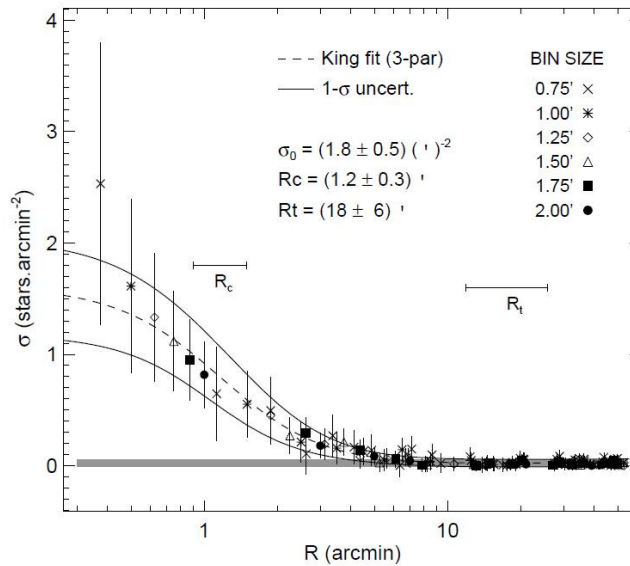 4
3
2
1
0
1
10
σ (stars.arcmin⁻²)
R (arcmin)
King fit (3-par)
1-σ uncert.
σ₀ = (1.8 ± 0.5) ( ' )⁻²
Rc = (1.2 ± 0.3) '
Rt = (18 ± 6) '
BIN SIZE
0.75'
1.00'
1.25'
1.50'
1.75'
2.00'
R_c
R_t